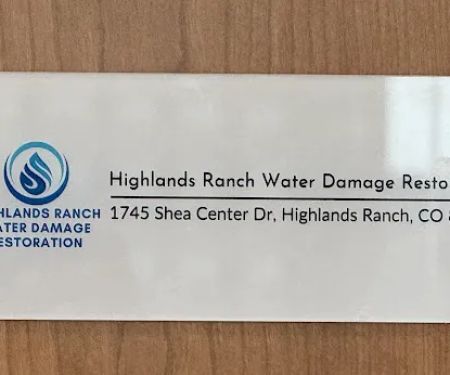 Highlands Ranch Water Damage Resto
1745 Shea Center Dr, Highlands Ranch, CO
HLANDS RANCH
ATER DAMAGE
ESTORATION